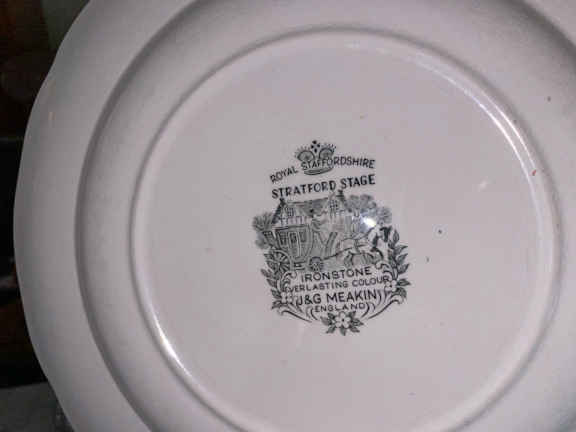 ROYAL STAFFORDSHIRE
STRATFORD STAGE
IRONSTONE
EVERLASTING COLOUR
J&G MEAKIN
ENGLAND